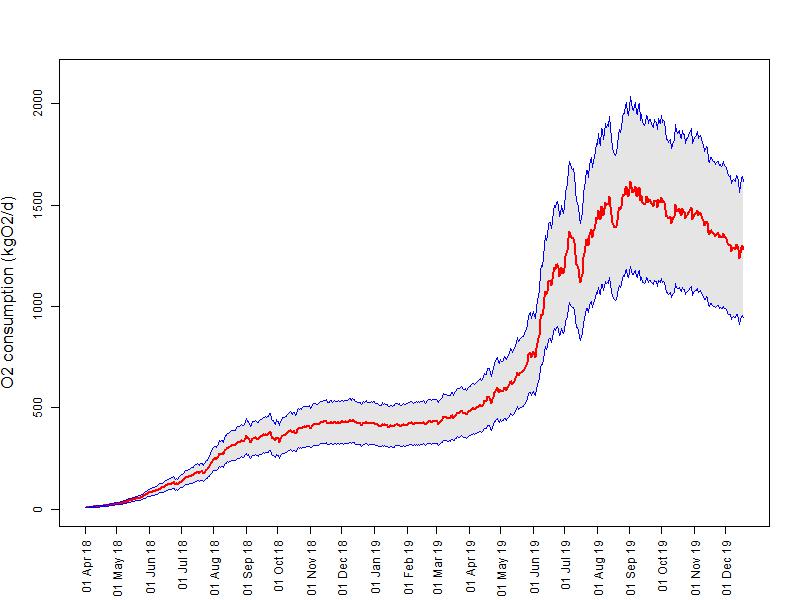 O2 consumption (kgO2/d)
2000
1500
1000
500
0
01 Apr 18
01 May 18
01 Jun 18
01 Jul 18
01 Aug 18
01 Sep 18
01 Oct 18
01 Nov 18
01 Dec 18
01 Jan 19
01 Feb 19
01 Mar 19
01 Apr 19
01 May 19
01 Jun 19
01 Jul 19
01 Aug 19
01 Sep 19
01 Oct 19
01 Nov 19
01 Dec 19